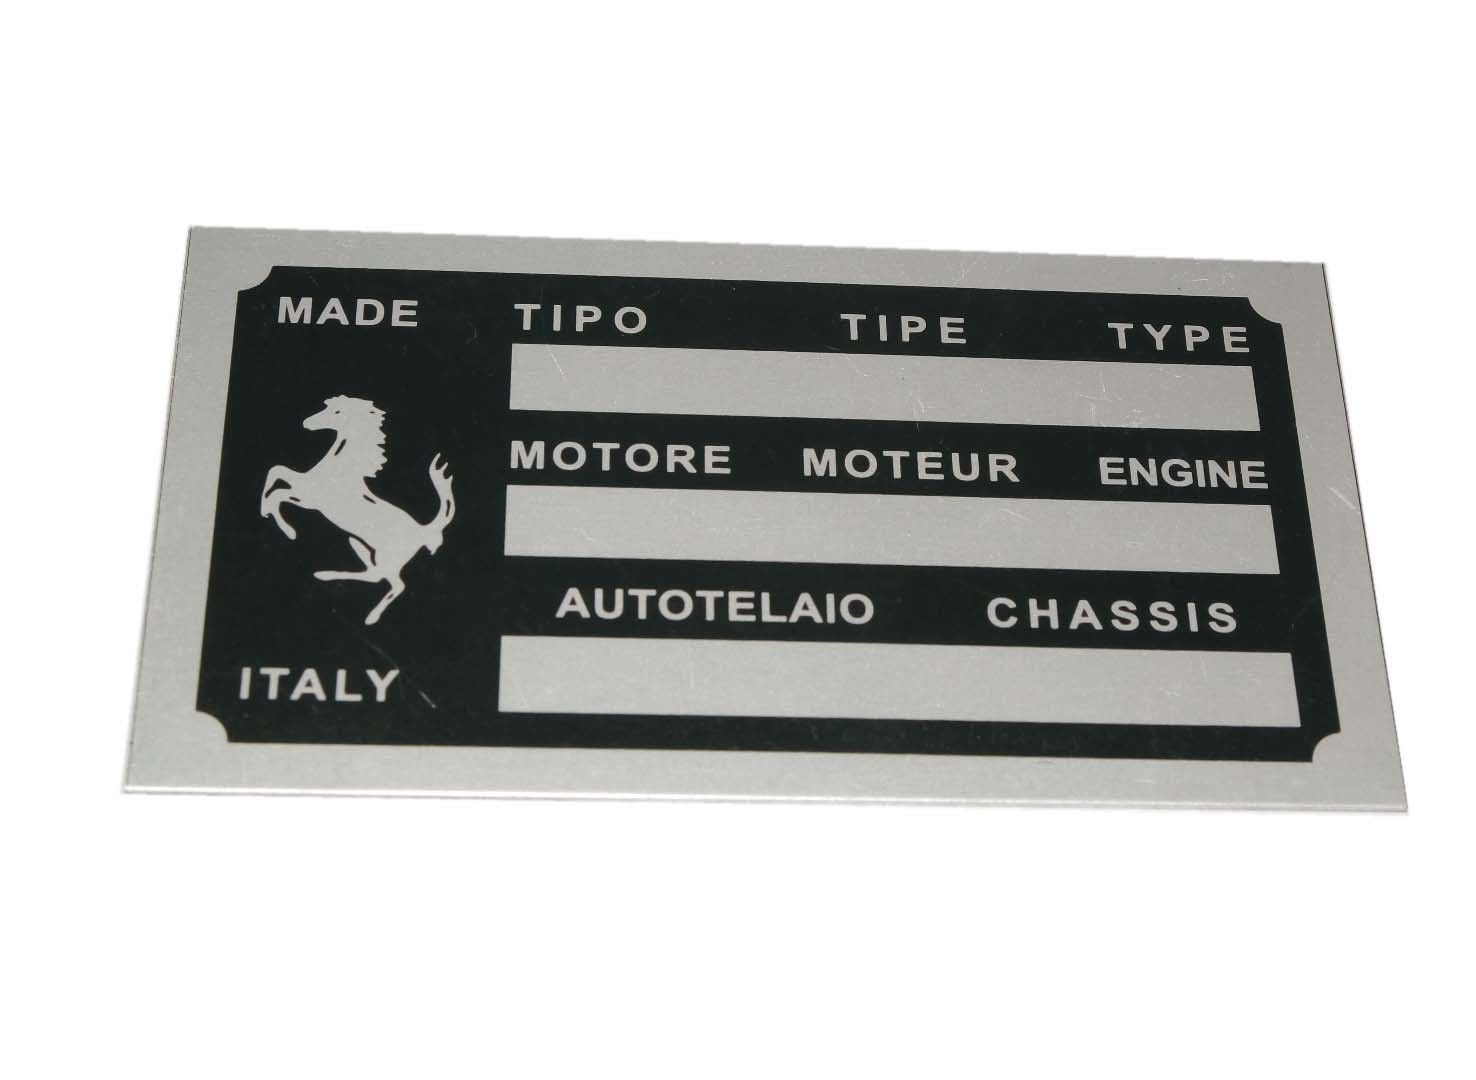 MADE
TIPO TIPE TYPE
MOTORE MOTEUR ENGINE
AUTOTELAIO CHASSIS
ITALY